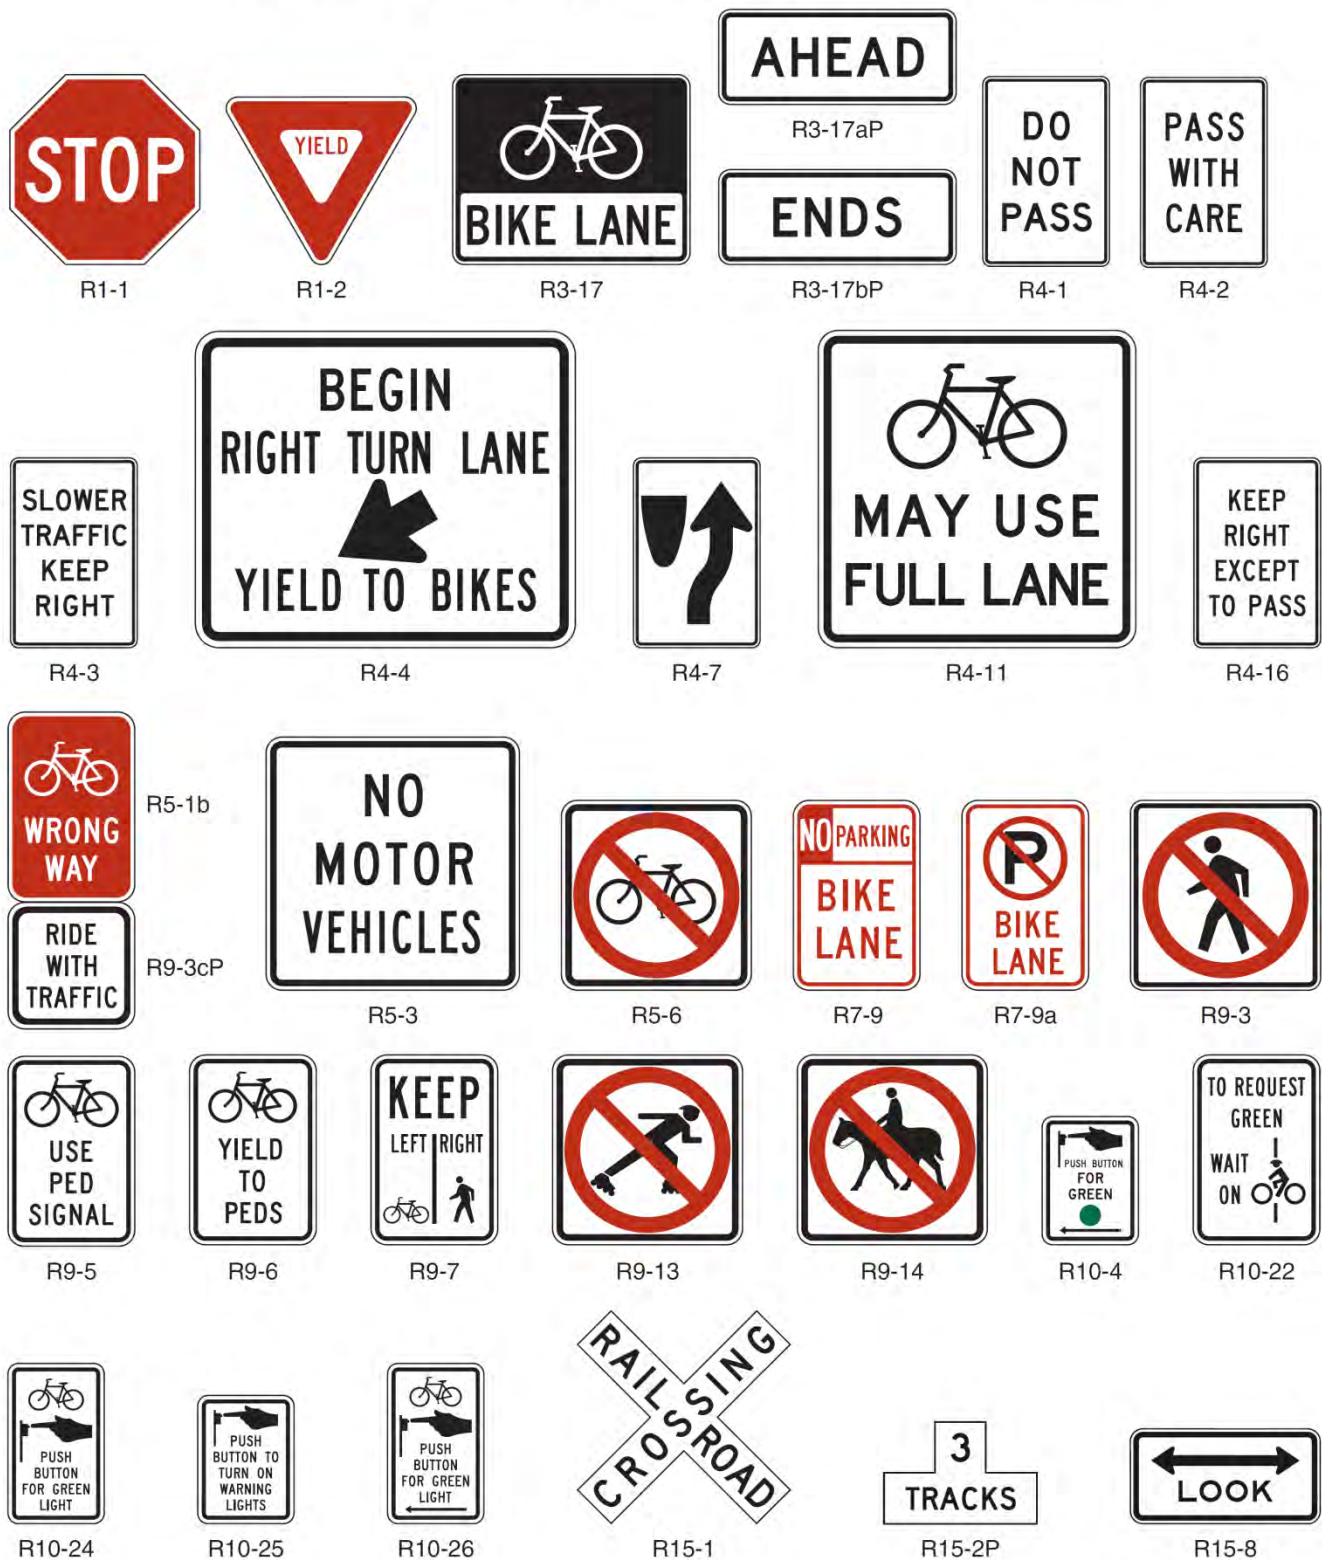 STOP
R1-1
YIELD
R1-2
BIKE LANE
R3-17
AHEAD
R3-17aP
ENDS
R3-17bP
DO
NOT
PASS
R4-1
PASS
WITH
CARE
R4-2
SLOWER
TRAFFIC
KEEP
RIGHT
R4-3
BEGIN
RIGHT TURN LANE
YIELD TO BIKES
R4-4
R4-7
MAY USE
FULL LANE
R4-11
KEEP
RIGHT
EXCEPT
TO PASS
R4-16
WRONG
WAY
R5-1b
RIDE
WITH
TRAFFIC
R9-3cP
NO
MOTOR
VEHICLES
R5-3
R5-6
NO PARKING
BIKE
LANE
R7-9
P
BIKE
LANE
R7-9a
R9-3
USE
PED
SIGNAL
R9-5
YIELD
TO
PEDS
R9-6
KEEP
LEFT RIGHT
R9-7
R9-13
R9-14
PUSH BUTTON
FOR
GREEN
R10-4
TO REQUEST
GREEN
WAIT
ON
R10-22
PUSH
BUTTON
FOR GREEN
LIGHT
R10-24
PUSH
BUTTON TO
TURN ON
WARNING
LIGHTS
R10-25
PUSH
BUTTON
FOR GREEN
LIGHT
R10-26
RAILROAD
CROSSING
R15-1
3
TRACKS
R15-2P
LOOK
R15-8